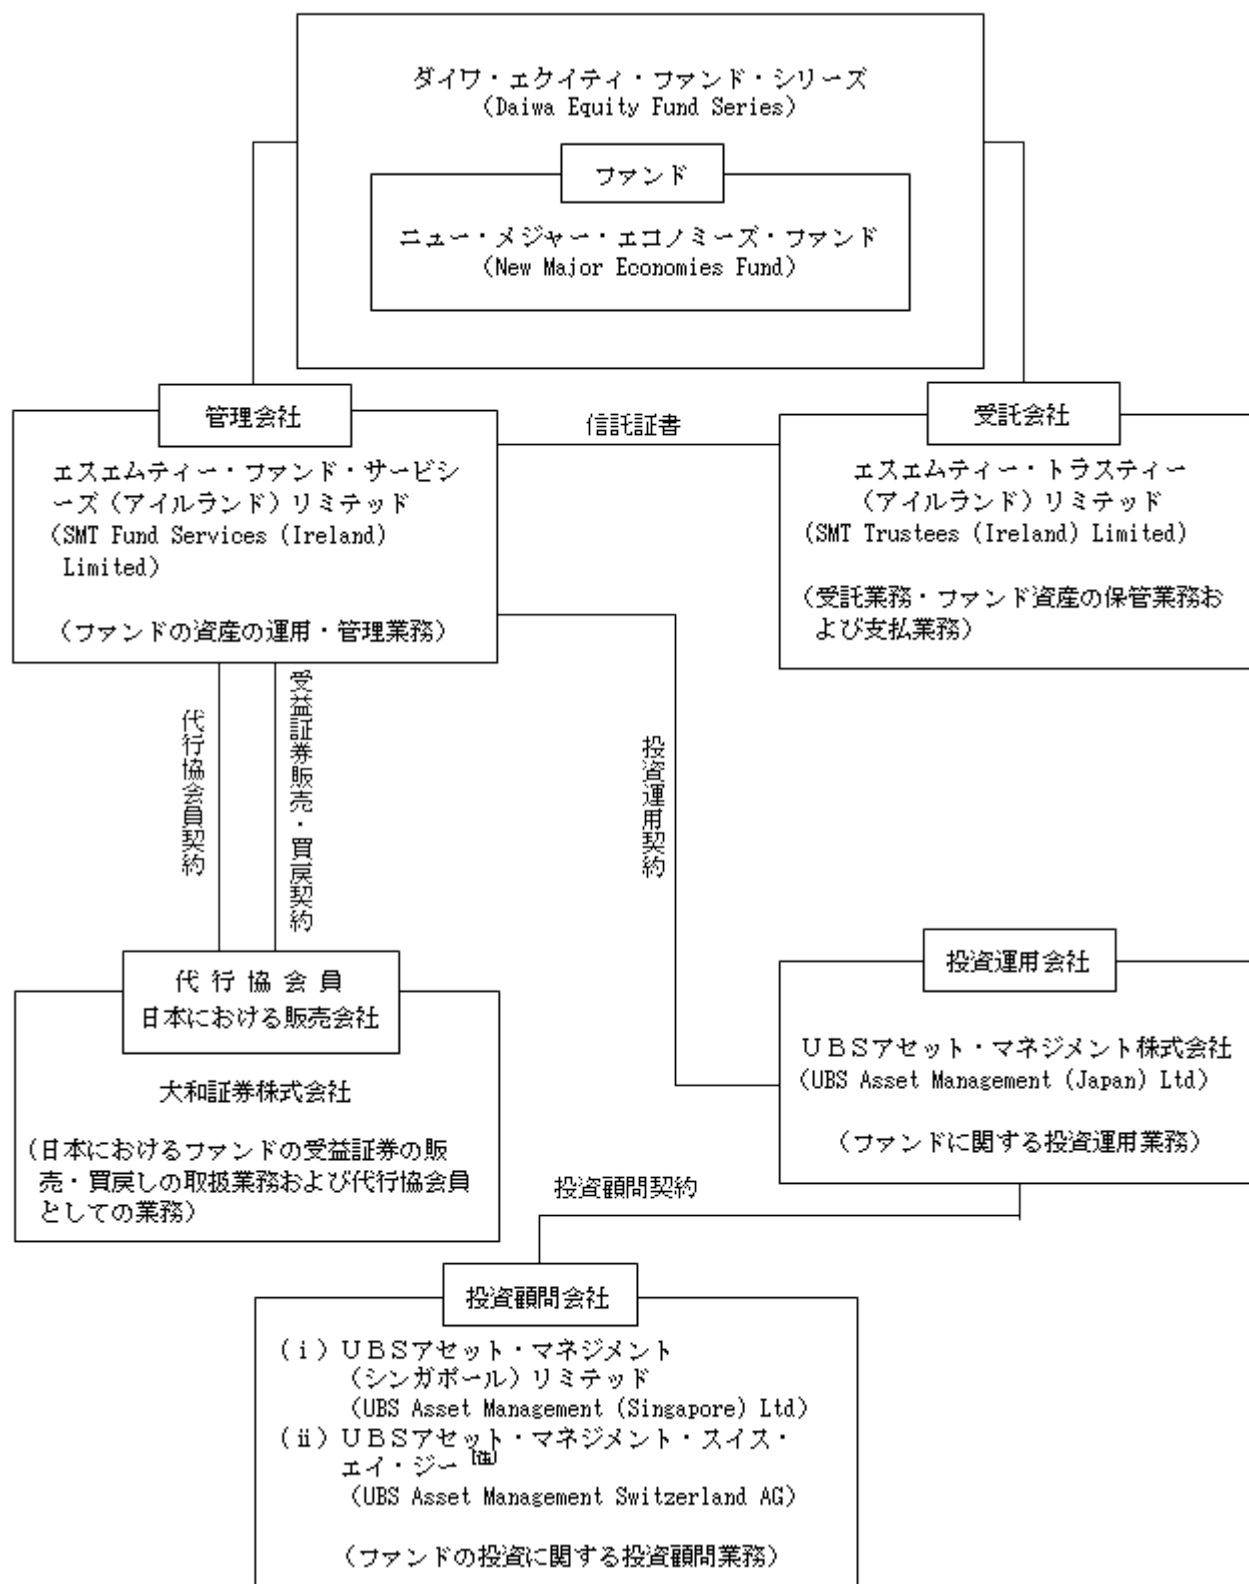 ダイワ・エクイティ・ファンド・シリーズ
(Daiwa Equity Fund Series)
ファンド
ニュー・メジャー・エコノミーズ・ファンド
(New Major Economies Fund)
管理会社
エスエムティー・ファンド・サービシ
ーズ（アイルランド）リミテッド
(SMT Fund Services (Ireland)
Limited)
（ファンドの資産の運用・管理業務）
信託証書
受託会社
エスエムティー・トラスティー
（アイルランド）リミテッド
(SMT Trustees (Ireland) Limited)
（受託業務・ファンド資産の保管業務お
よび支払業務）
代行協会員契約
受益証券販売・買戻契約
投資運用契約
代行協会員
日本における販売会社
大和証券株式会社
（日本におけるファンドの受益証券の販
売・買戻しの取扱業務および代行協会員
としての業務）
投資運用会社
ＵＢＳアセット・マネジメント株式会社
(UBS Asset Management (Japan) Ltd)
（ファンドに関する投資運用業務）
投資顧問契約
投資顧問会社
（ⅰ）ＵＢＳアセット・マネジメント
（シンガポール）リミテッド
(UBS Asset Management (Singapore) Ltd)
（ⅱ）ＵＢＳアセット・マネジメント・スイス・
エイ・ジー（注）
(UBS Asset Management Switzerland AG)
（ファンドの投資に関する投資顧問業務）